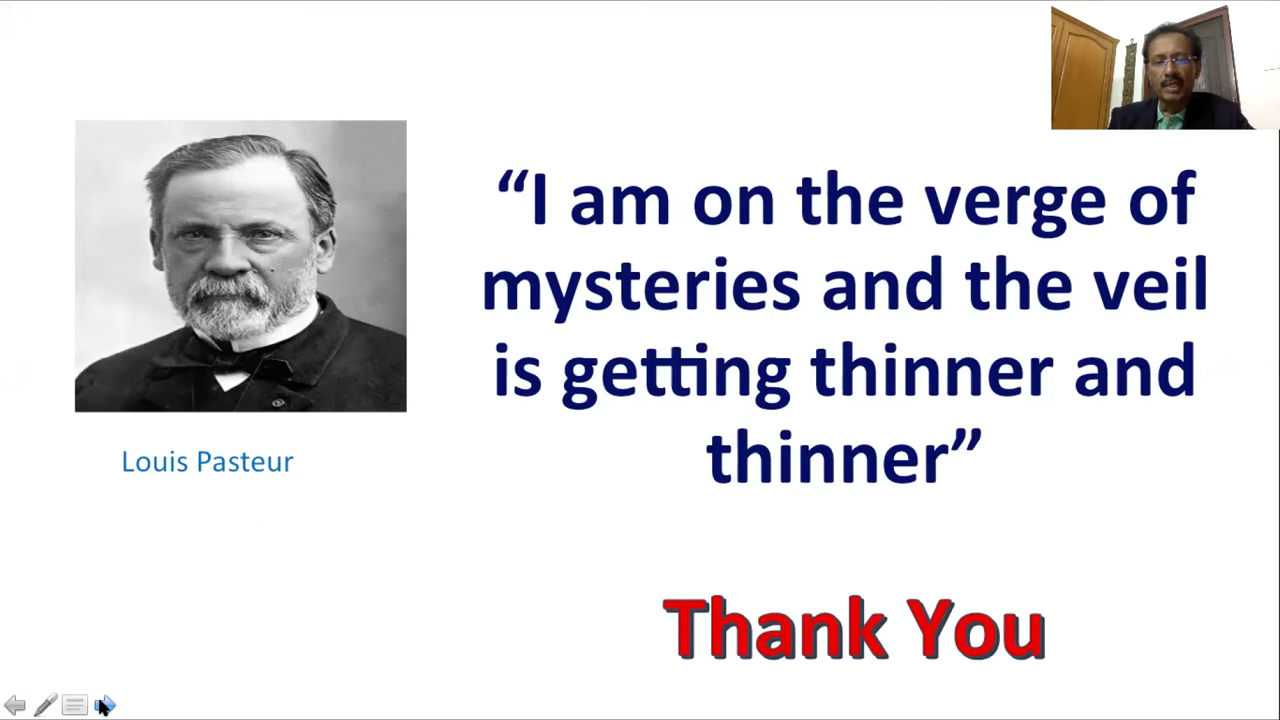 “I am on the verge of
mysteries and the veil
is getting thinner and
thinner”
Louis Pasteur
Thank You